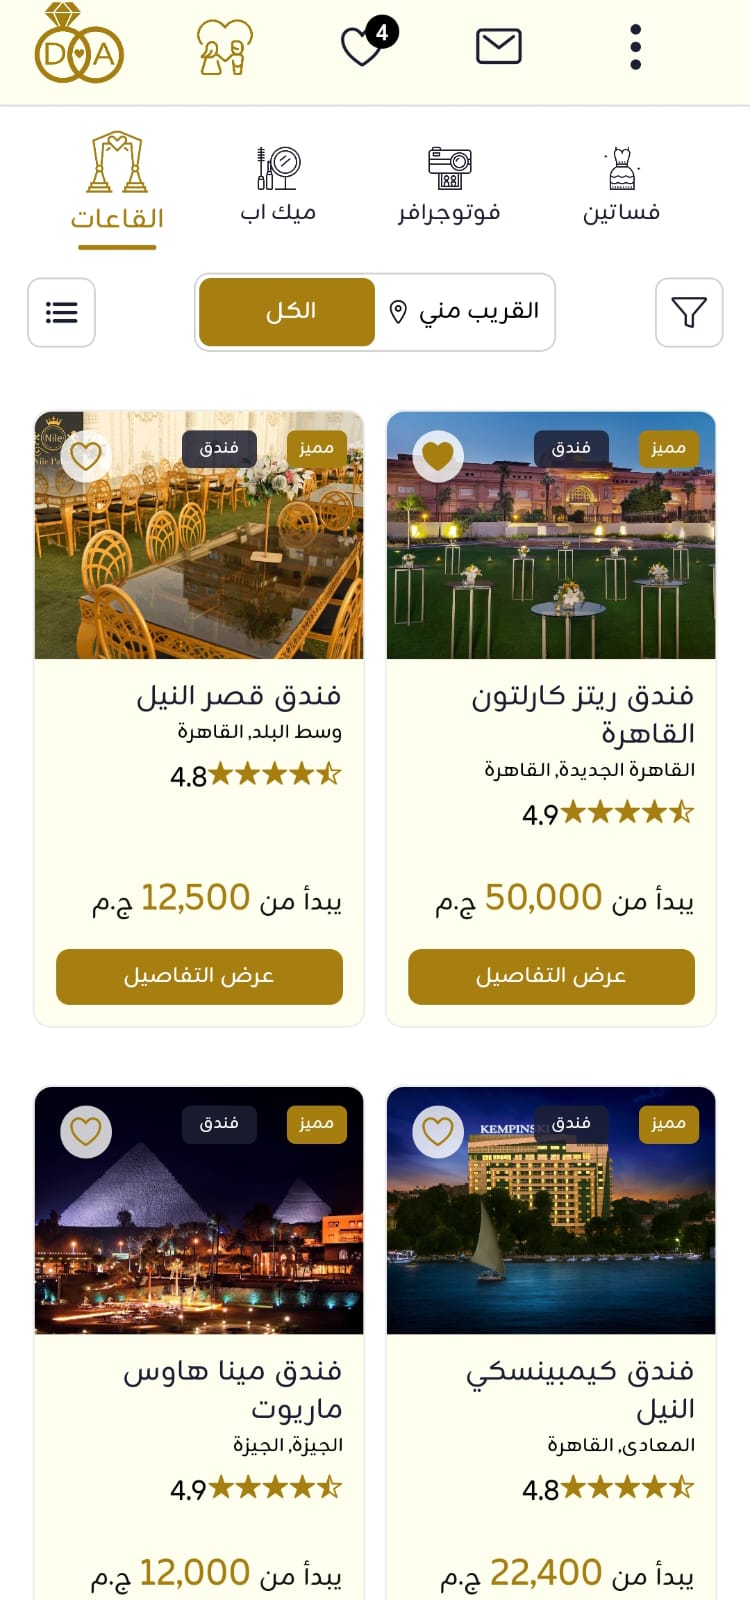 D A
4
فساتين
فوتوجرافر
ميك اب
القاعات
القريب مني
الكل
مميز
فندق
فندق ريتز كارلتون
القاهرة
القاهرة الجديدة, القاهرة
4.9
يبدأ من 50,000 ج.م
عرض التفاصيل
مميز
فندق
Nile
فندق قصر النيل
وسط البلد, القاهرة
4.8
يبدأ من 12,500 ج.م
عرض التفاصيل
مميز
فندق
KEMPINSKI
فندق كيمبينسكي
النيل
المعادى, القاهرة
4.8
يبدأ من 22,400 ج.م
مميز
فندق
فندق مينا هاوس
ماريوت
الجيزة, الجيزة
4.9
يبدأ من 12,000 ج.م